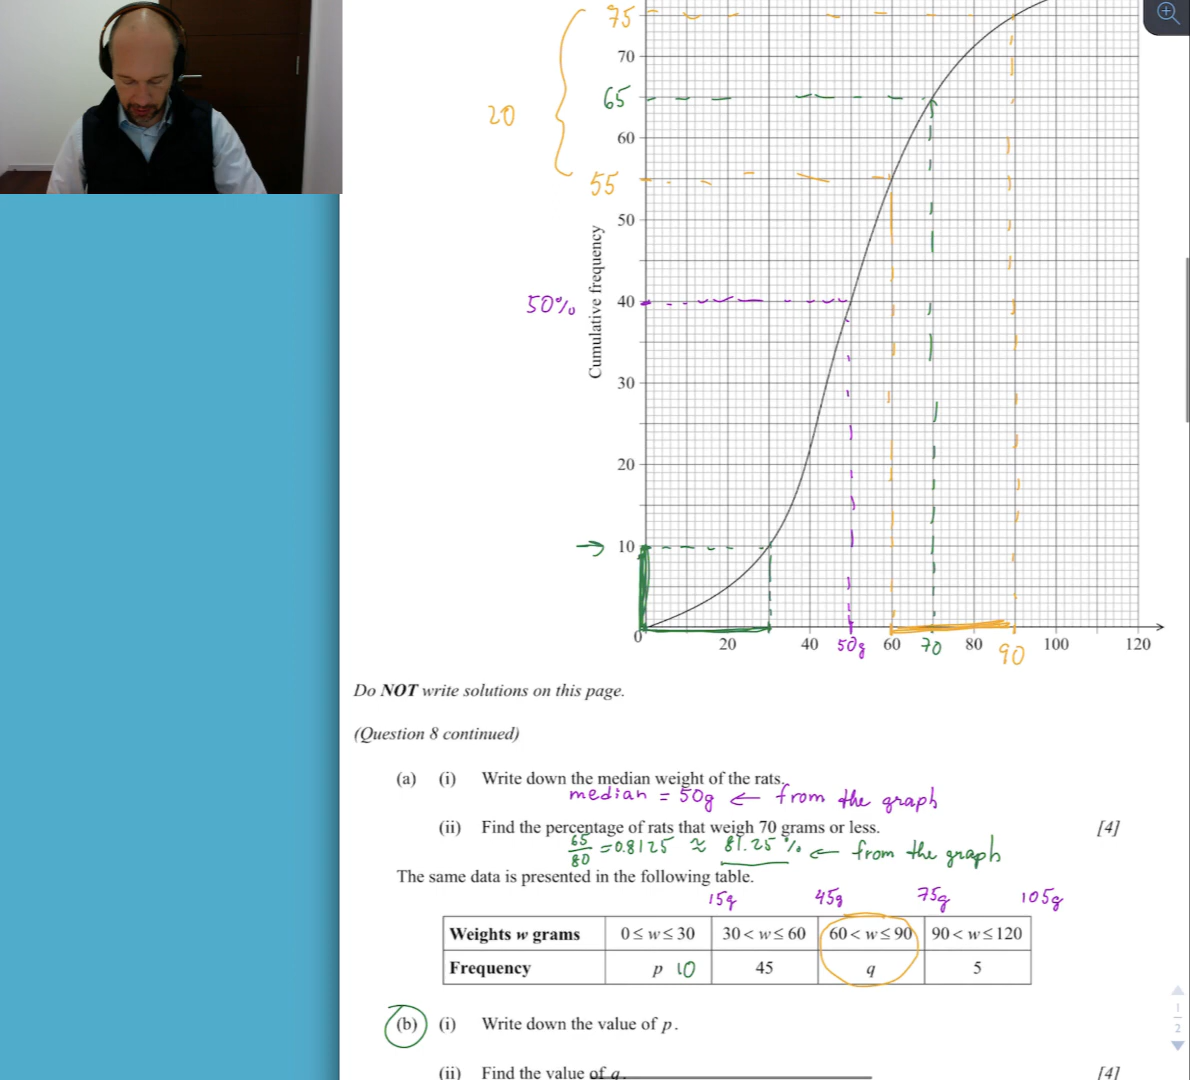 75
70
65
20
60
55
50
Cumulative frequency
50%
40
30
20
→ 10
0 20 40 50g 60 70 80 90 100 120
Do NOT write solutions on this page.
(Question 8 continued)
(a) (i) Write down the median weight of the rats.
median = 50g ← from the graph
(ii) Find the percentage of rats that weigh 70 grams or less. [4]
65/80 = 0.8125 ≈ 81.25% ← from the graph
The same data is presented in the following table.
15g 45g 75g 105g
Weights w grams 0 ≤ w ≤ 30 30 < w ≤ 60 60 < w ≤ 90 90 < w ≤ 120
Frequency p 10 45 q 5
(b) (i) Write down the value of p.
(ii) Find the value of q. [4]
1
2